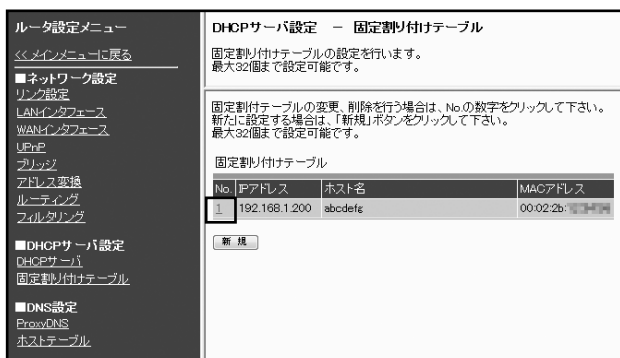 ルータ設定メニュー
<<メインメニューに戻る
■ネットワーク設定
リンク設定
LANインタフェース
WANインタフェース
UPnP
ブリッジ
アドレス変換
ルーティング
フィルタリング
■DHCPサーバ設定
DHCPサーバ
固定割り付けテーブル
■DNS設定
ProxyDNS
ホストテーブル
DHCPサーバ設定 － 固定割り付けテーブル
固定割り付けテーブルの設定を行います。
最大32個まで設定可能です。
固定割付テーブルの変更、削除を行う場合は、No.の数字をクリックして下さい。
新たに設定する場合は、「新規」ボタンをクリックして下さい。
最大32個まで設定可能です。
固定割り付けテーブル
No. IPアドレス ホスト名 MACアドレス
1 192.168.1.200 abcdefg 00:02:2b:
新 規